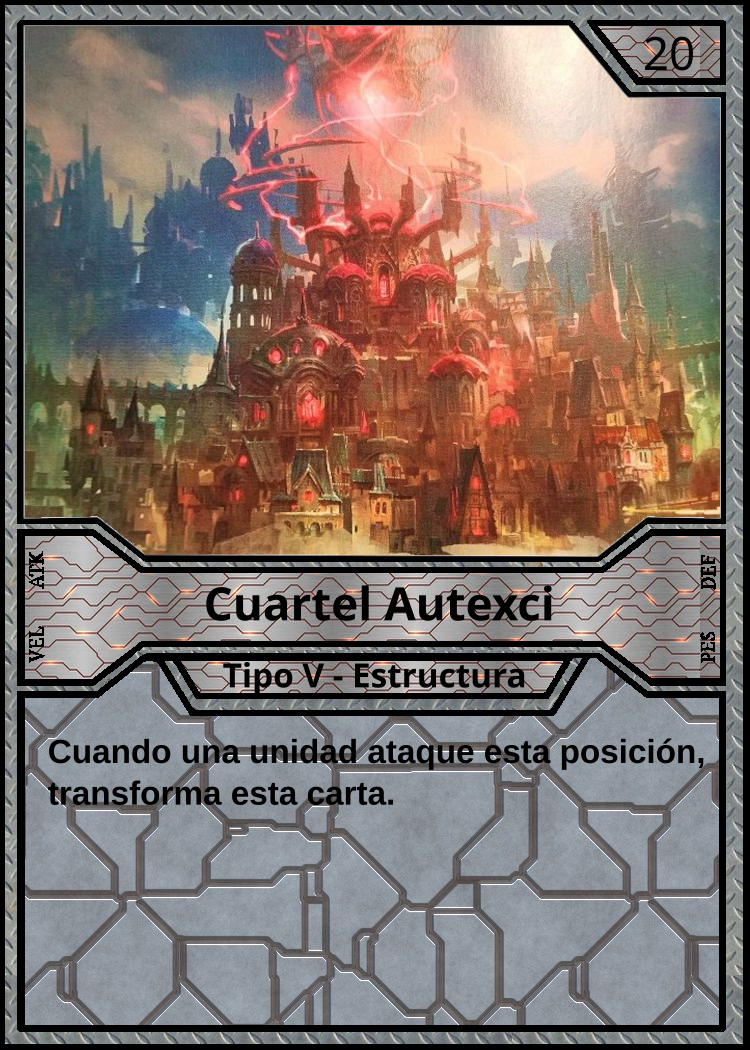 20
ATK
DEF
Cuartel Autexci
VEL
PES
Tipo V - Estructura
Cuando una unidad ataque esta posición,
transforma esta carta.